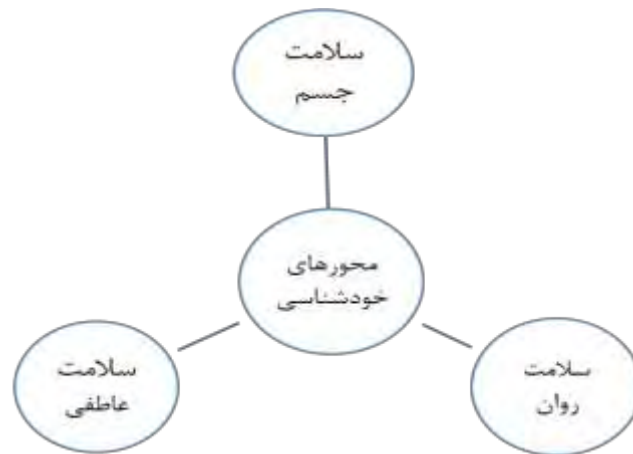 سلامت
جسم
محورهای
خودشناسی
سلامت
روان
سلامت
عاطفی